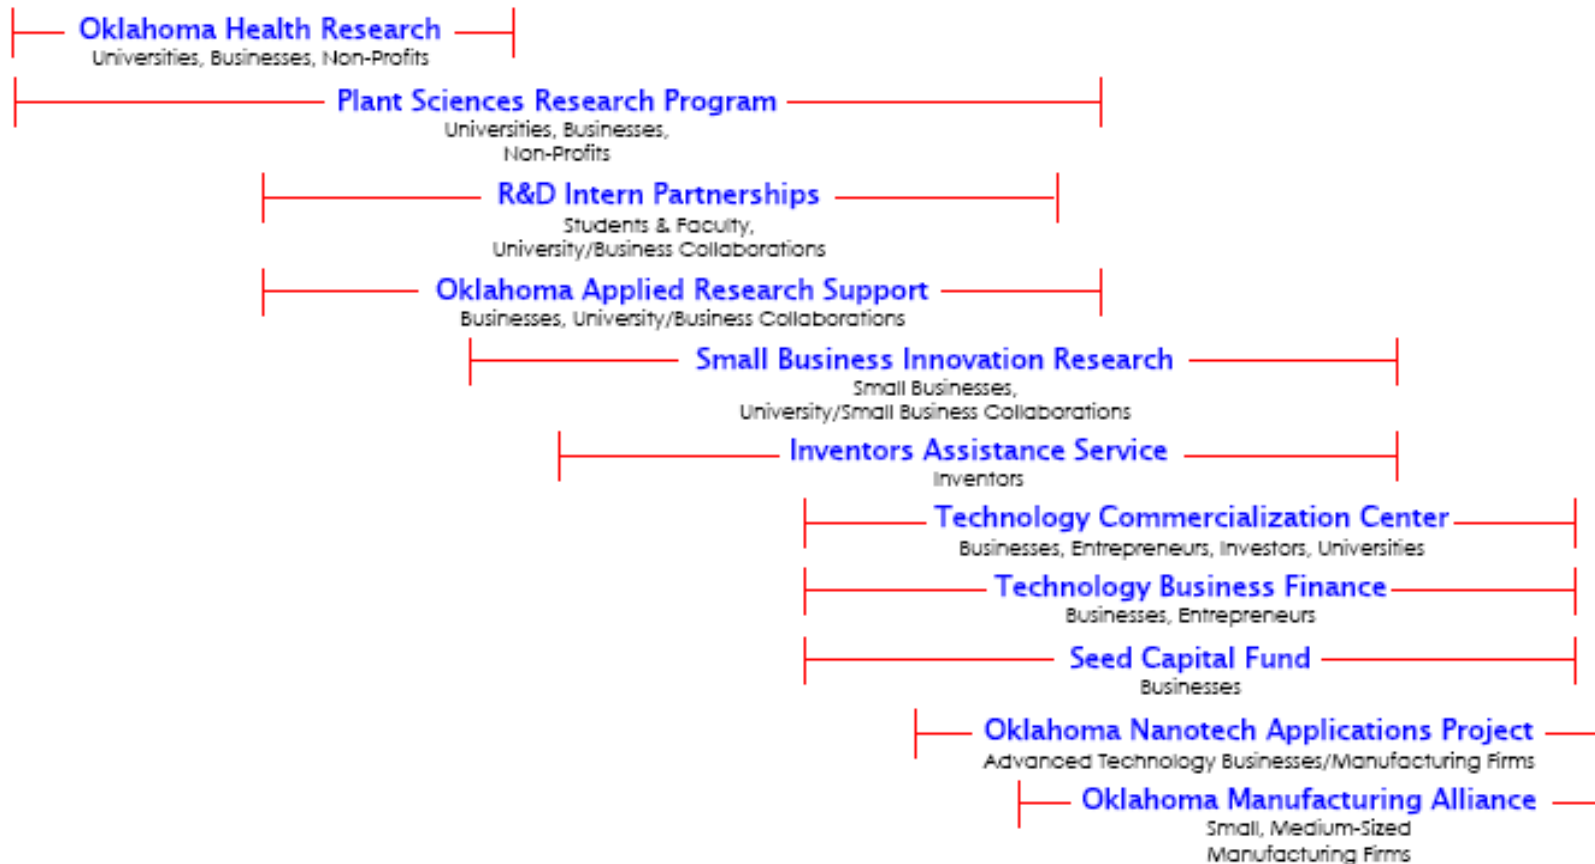 Oklahoma Health Research
Universities, Businesses, Non-Profits
Plant Sciences Research Program
Universities, Businesses,
Non-Profits
R&D Intern Partnerships
Students & Faculty,
University/Business Collaborations
Oklahoma Applied Research Support
Businesses, University/Business Collaborations
Small Business Innovation Research
Small Businesses,
University/Small Business Collaborations
Inventors Assistance Service
Inventors
Technology Commercialization Center
Businesses, Entrepreneurs, Investors, Universities
Technology Business Finance
Businesses, Entrepreneurs
Seed Capital Fund
Businesses
Oklahoma Nanotech Applications Project
Advanced Technology Businesses/Manufacturing Firms
Oklahoma Manufacturing Alliance
Small, Medium-Sized
Manufacturing Firms